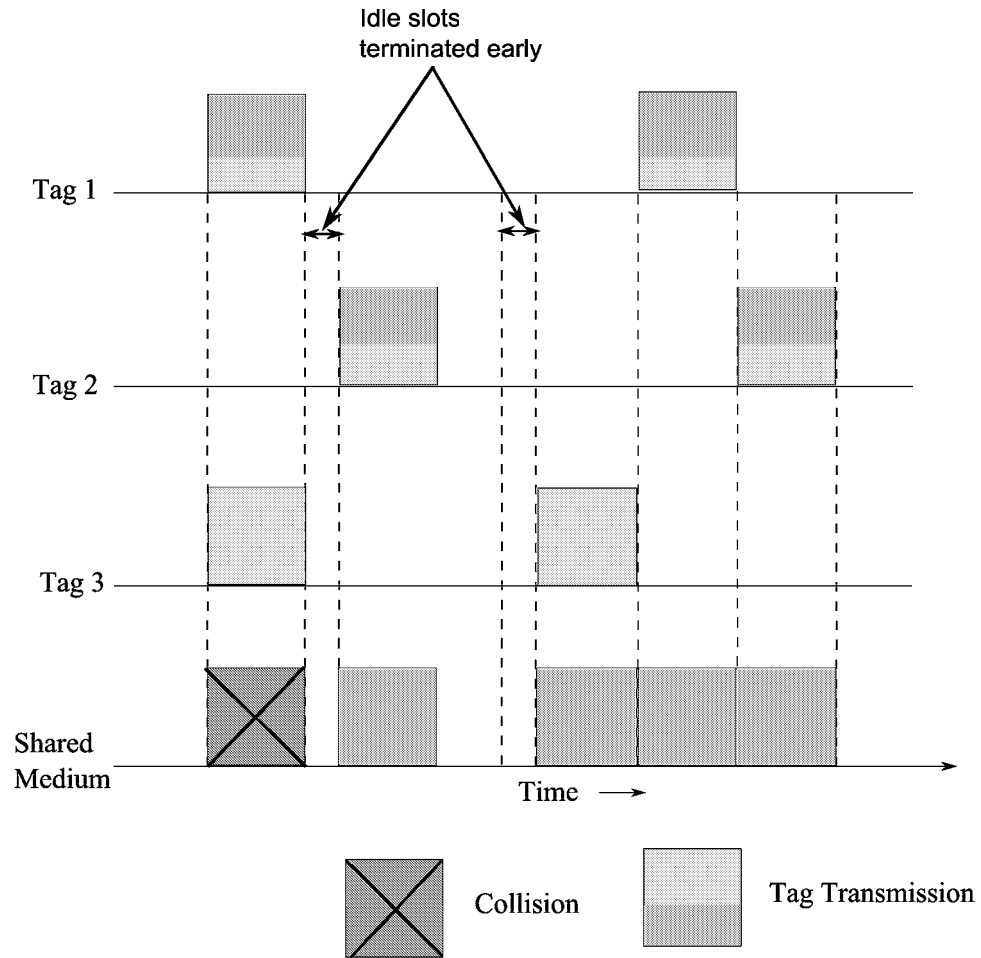 Idle slots
terminated early
Tag 1
Tag 2
Tag 3
Shared
Medium
Time
Collision
Tag Transmission